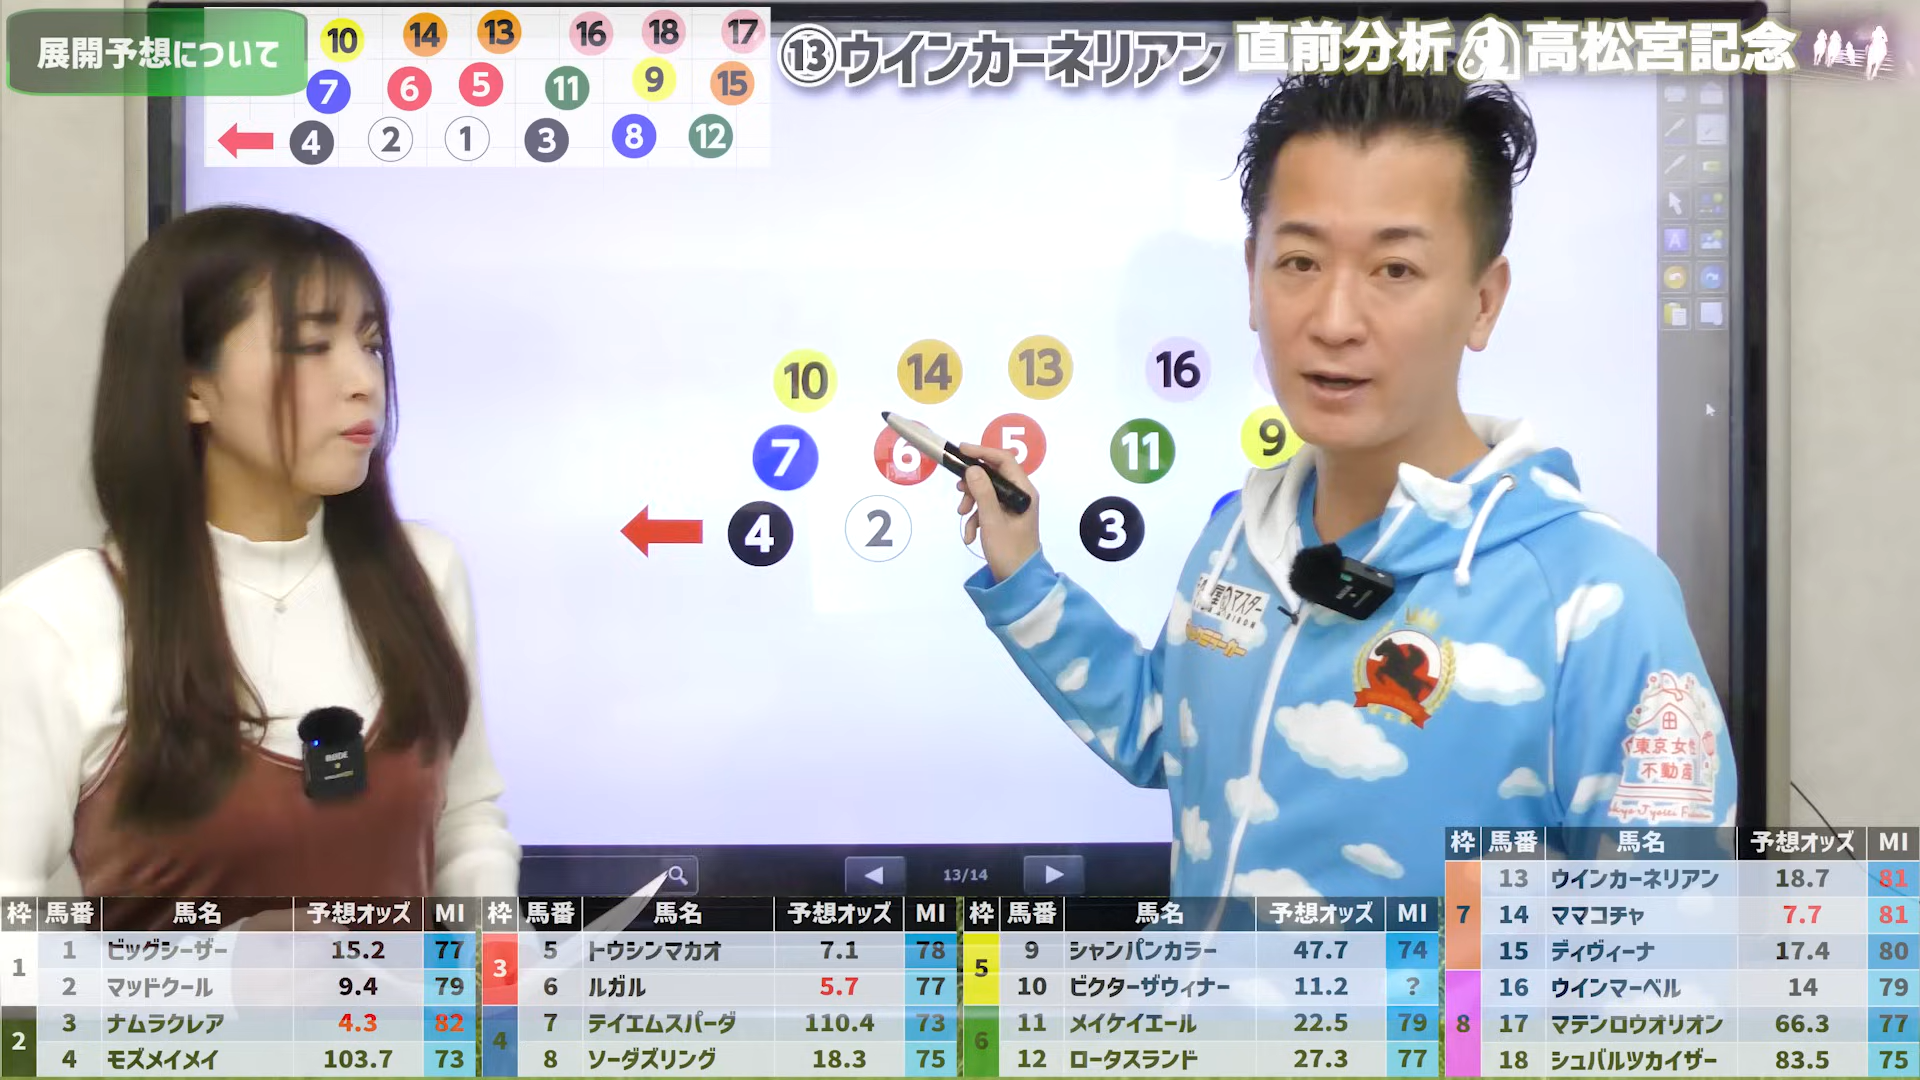 展開予想について
10 14 13 16 18 17
7 6 5 11 9 15
4 2 1 3 8 12
⑬ウインカーネリアン
直前分析 高松宮記念
10 14 13 16
7 6 5 11 9
4 2 3
東京女性
不動産
RODE
13/14
枠 馬番 馬名 予想オッズ MI
1 1 ビッグシーザー 15.2 77
2 マッドクール 9.4 79
2 3 ナムラクレア 4.3 82
4 モズメイメイ 103.7 73
枠 馬番 馬名 予想オッズ MI
3 5 トウシンマカオ 7.1 78
6 ルガル 5.7 77
4 7 テイエムスパーダ 110.4 73
8 ソーダズリング 18.3 75
枠 馬番 馬名 予想オッズ MI
5 9 シャンパンカラー 47.7 74
10 ビクターザウィナー 11.2 ?
6 11 メイケイエール 22.5 79
12 ロータスランド 27.3 77
枠 馬番 馬名 予想オッズ MI
7 13 ウインカーネリアン 18.7 81
14 ママコチャ 7.7 81
15 ディヴィーナ 17.4 80
8 16 ウインマーベル 14 79
17 マテンロウオリオン 66.3 77
18 シュバルツカイザー 83.5 75